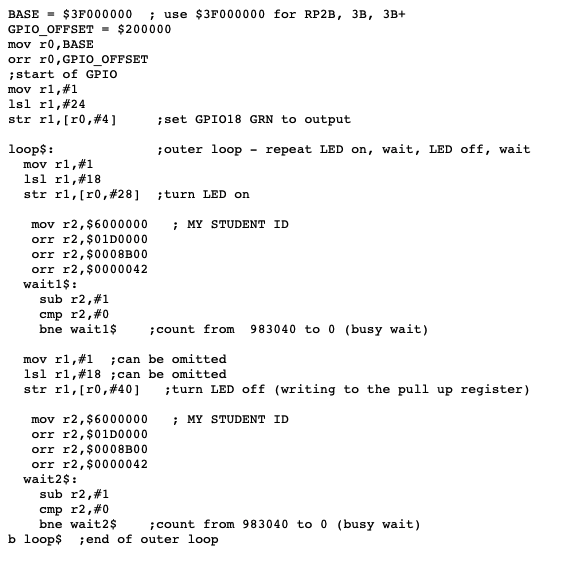 BASE = $3F000000  ; use $3F000000 for RP2B, 3B, 3B+
GPIO_OFFSET = $200000
mov r0,BASE
orr r0,GPIO_OFFSET
;start of GPIO
mov r1,#1
lsl r1,#24
str r1,[r0,#4]     ;set GPIO18 GRN to output

loop$:             ;outer loop - repeat LED on, wait, LED off, wait
  mov r1,#1
  lsl r1,#18
  str r1,[r0,#28]  ;turn LED on

   mov r2,$6000000   ; MY STUDENT ID
   orr r2,$01D0000
   orr r2,$0008B00
   orr r2,$0000042
  wait1$:
    sub r2,#1
    cmp r2,#0
    bne wait1$    ;count from  983040 to 0 (busy wait)

  mov r1,#1  ;can be omitted
  lsl r1,#18 ;can be omitted
  str r1,[r0,#40]   ;turn LED off (writing to the pull up register)

   mov r2,$6000000   ; MY STUDENT ID
   orr r2,$01D0000
   orr r2,$0008B00
   orr r2,$0000042
  wait2$:
    sub r2,#1
    cmp r2,#0
    bne wait2$    ;count from 983040 to 0 (busy wait)
b loop$  ;end of outer loop